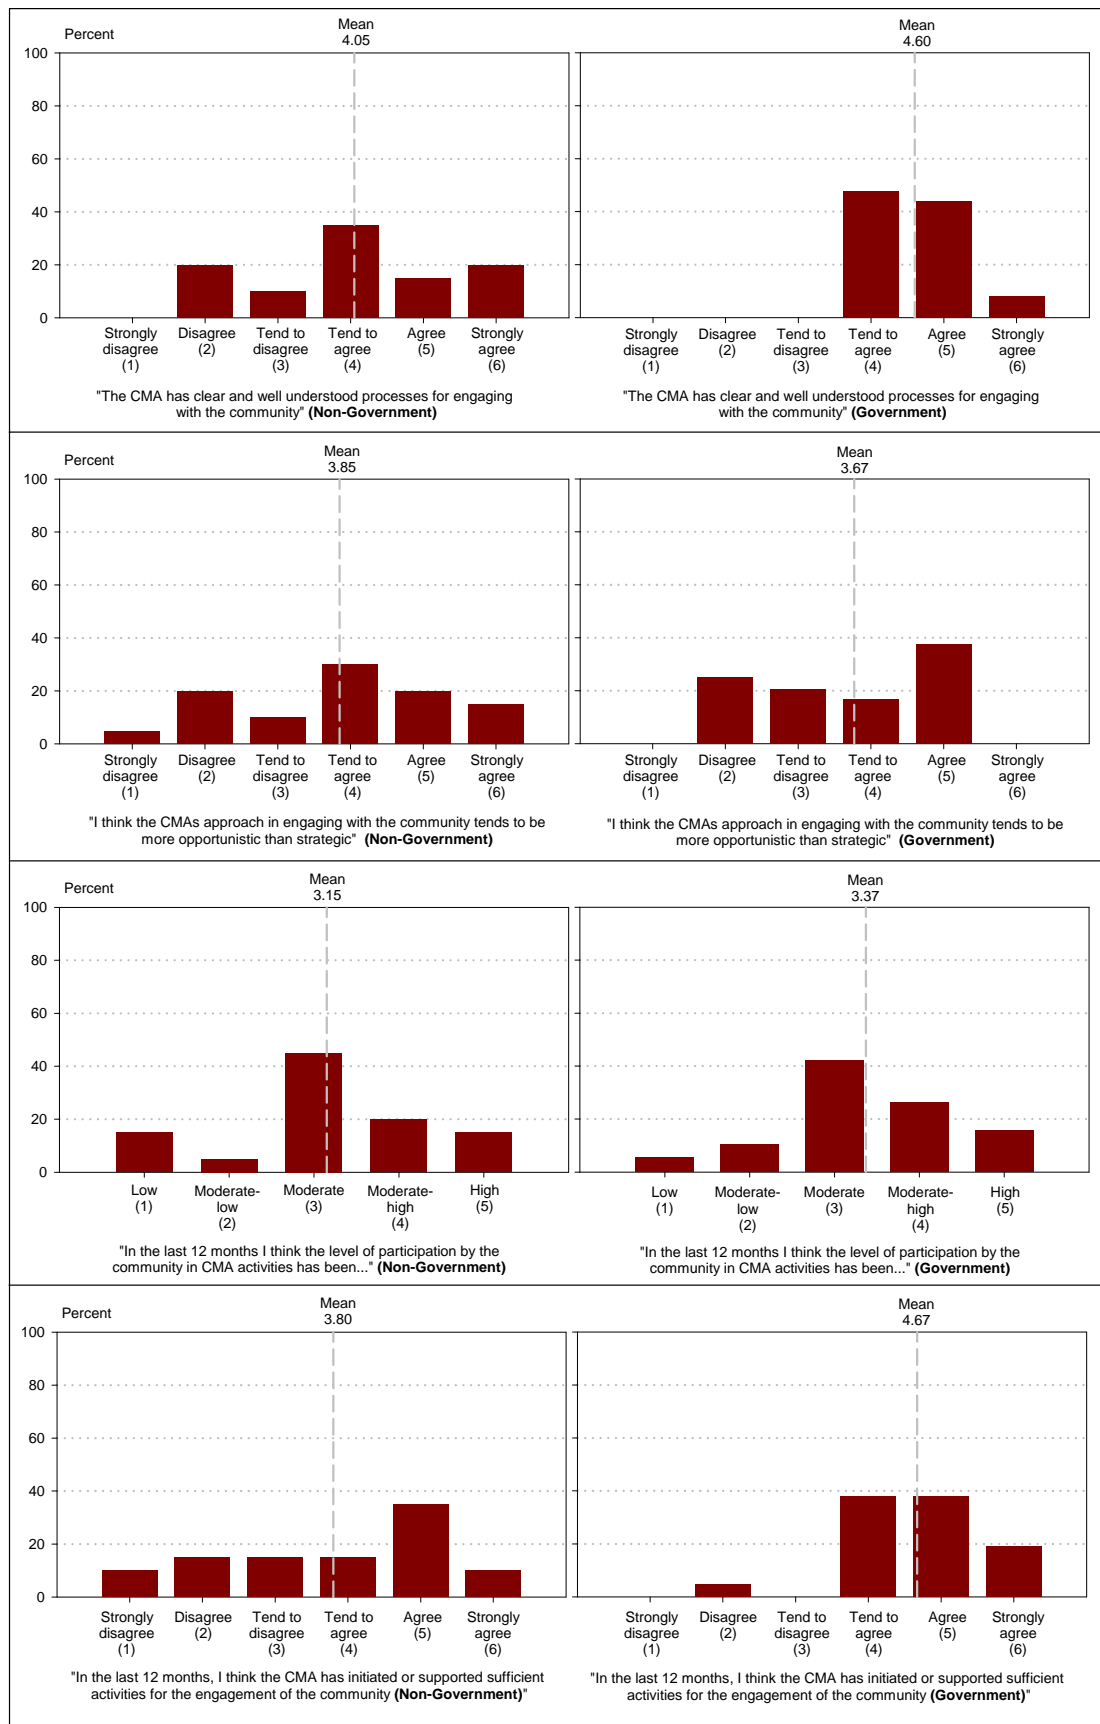 Percent
Mean
4.05
Mean
4.60
100
80
60
40
20
0
Strongly disagree (1)
Disagree (2)
Tend to disagree (3)
Tend to agree (4)
Agree (5)
Strongly agree (6)
Strongly disagree (1)
Disagree (2)
Tend to disagree (3)
Tend to agree (4)
Agree (5)
Strongly agree (6)
"The CMA has clear and well understood processes for engaging
with the community" (Non-Government)
"The CMA has clear and well understood processes for engaging
with the community" (Government)
Percent
Mean
3.85
Mean
3.67
100
80
60
40
20
0
Strongly disagree (1)
Disagree (2)
Tend to disagree (3)
Tend to agree (4)
Agree (5)
Strongly agree (6)
Strongly disagree (1)
Disagree (2)
Tend to disagree (3)
Tend to agree (4)
Agree (5)
Strongly agree (6)
"I think the CMAs approach in engaging with the community tends to be
more opportunistic than strategic" (Non-Government)
"I think the CMAs approach in engaging with the community tends to be
more opportunistic than strategic" (Government)
Percent
Mean
3.15
Mean
3.37
100
80
60
40
20
0
Low (1)
Moderate-low (2)
Moderate (3)
Moderate-high (4)
High (5)
Low (1)
Moderate-low (2)
Moderate (3)
Moderate-high (4)
High (5)
"In the last 12 months I think the level of participation by the
community in CMA activities has been..." (Non-Government)
"In the last 12 months I think the level of participation by the
community in CMA activities has been..." (Government)
Percent
Mean
3.80
Mean
4.67
100
80
60
40
20
0
Strongly disagree (1)
Disagree (2)
Tend to disagree (3)
Tend to agree (4)
Agree (5)
Strongly agree (6)
Strongly disagree (1)
Disagree (2)
Tend to disagree (3)
Tend to agree (4)
Agree (5)
Strongly agree (6)
"In the last 12 months, I think the CMA has initiated or supported sufficient
activities for the engagement of the community (Non-Government)"
"In the last 12 months, I think the CMA has initiated or supported sufficient
activities for the engagement of the community (Government)"